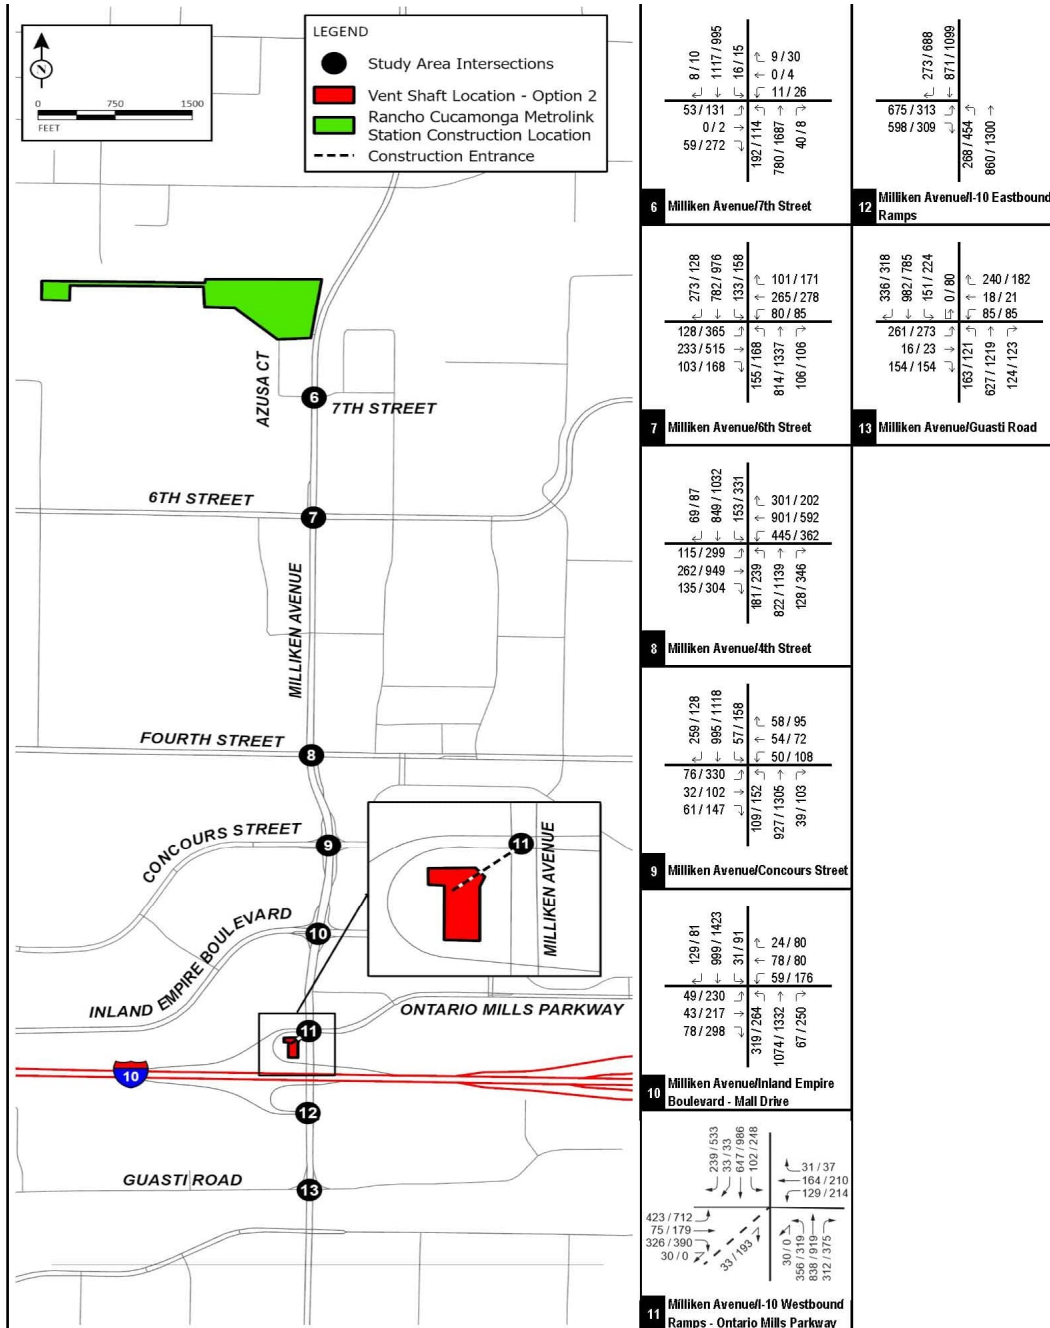 N
0 750 1500
FEET
LEGEND
Study Area Intersections
Vent Shaft Location - Option 2
Rancho Cucamonga Metrolink
Station Construction Location
Construction Entrance
AZUSA CT
6
7TH STREET
6TH STREET
7
MILLIKEN AVENUE
FOURTH STREET
8
CONCOURS STREET
9
11
MILLIKEN AVENUE
INLAND EMPIRE BOULEVARD
10
ONTARIO MILLS PARKWAY
11
10
12
GUASTI ROAD
13
8 / 10
1117 / 995
16 / 15
9 / 30
0 / 4
11 / 26
53 / 131
0 / 2
59 / 272
192 / 114
780 / 1687
40 / 8
6 Milliken Avenue/7th Street
273 / 688
871 / 1099
675 / 313
598 / 309
268 / 454
860 / 1300
12 Milliken Avenue/I-10 Eastbound
Ramps
273 / 128
782 / 976
133 / 158
101 / 171
265 / 278
80 / 85
128 / 365
233 / 515
103 / 168
155 / 168
814 / 1337
106 / 106
7 Milliken Avenue/6th Street
336 / 318
982 / 785
151 / 224
0 / 80
240 / 182
18 / 21
85 / 85
261 / 273
16 / 23
154 / 154
163 / 121
627 / 1219
124 / 123
13 Milliken Avenue/Guasti Road
69 / 87
849 / 1032
153 / 331
301 / 202
901 / 592
445 / 362
115 / 299
262 / 949
135 / 304
181 / 239
822 / 1139
128 / 346
8 Milliken Avenue/4th Street
259 / 128
995 / 1118
57 / 158
58 / 95
54 / 72
50 / 108
76 / 330
32 / 102
61 / 147
109 / 152
927 / 1305
39 / 103
9 Milliken Avenue/Concours Street
129 / 81
999 / 1423
31 / 91
24 / 80
78 / 80
59 / 176
49 / 230
43 / 217
78 / 298
319 / 264
1074 / 1332
67 / 250
10 Milliken Avenue/Inland Empire
Boulevard - Mall Drive
239 / 533
33 / 33
647 / 986
102 / 248
31 / 37
164 / 210
129 / 214
423 / 712
75 / 179
326 / 390
30 / 0
33 / 193
30 / 0
356 / 319
838 / 919
312 / 375
11 Milliken Avenue/I-10 Westbound
Ramps - Ontario Mills Parkway